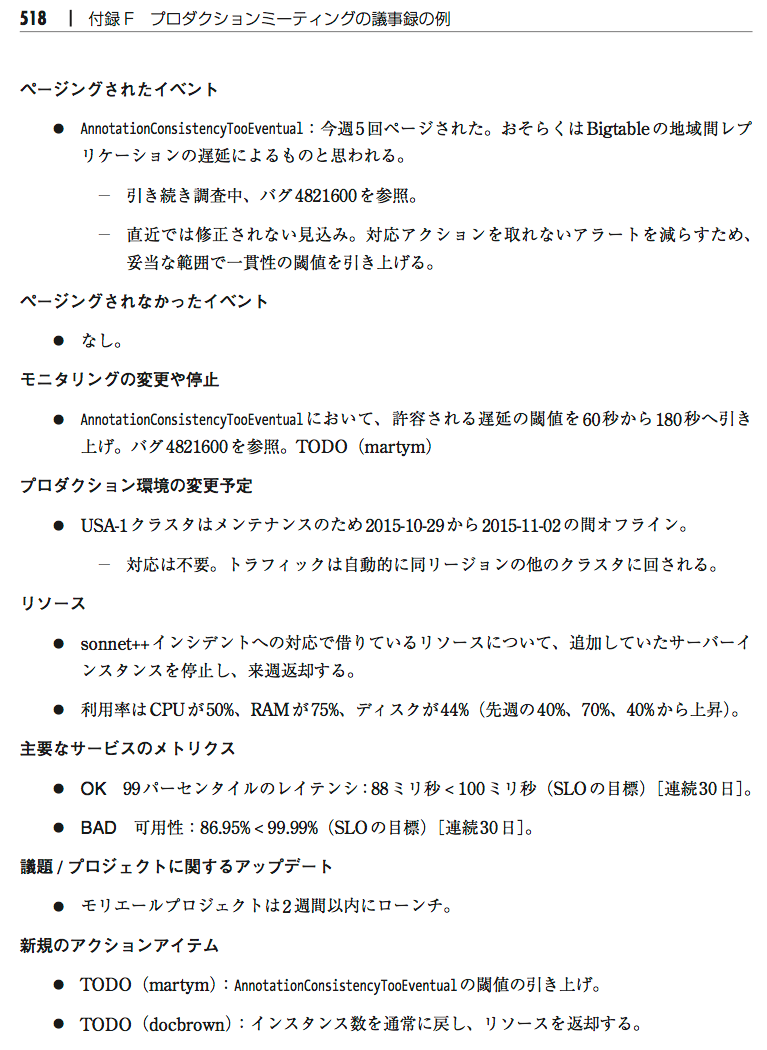 518 | 付録F プロダクションミーティングの議事録の例
ページングされたイベント
● AnnotationConsistencyTooEventual：今週5回ページされた。おそらくはBigtableの地域間レプ
リケーションの遅延によるものと思われる。
— 引き続き調査中、バグ4821600を参照。
— 直近では修正されない見込み。対応アクションを取れないアラートを減らすため、
妥当な範囲で一貫性の閾値を引き上げる。
ページングされなかったイベント
● なし。
モニタリングの変更や停止
● AnnotationConsistencyTooEventualにおいて、許容される遅延の閾値を60秒から180秒へ引き
上げ。バグ4821600を参照。TODO（martym）
プロダクション環境の変更予定
● USA-1クラスタはメンテナンスのため2015-10-29から2015-11-02の間オフライン。
— 対応は不要。トラフィックは自動的に同リージョンの他のクラスタに回される。
リソース
● sonnet++インシデントへの対応で借りているリソースについて、追加していたサーバーイ
ンスタンスを停止し、来週返却する。
● 利用率はCPUが50%、RAMが75%、ディスクが44%（先週の40%、70%、40%から上昇）。
主要なサービスのメトリクス
● OK 99パーセンタイルのレイテンシ：88ミリ秒 < 100ミリ秒（SLOの目標）［連続30日］。
● BAD 可用性：86.95% < 99.99%（SLOの目標）［連続30日］。
議題 / プロジェクトに関するアップデート
● モリエールプロジェクトは2週間以内にローンチ。
新規のアクションアイテム
● TODO（martym）：AnnotationConsistencyTooEventualの閾値の引き上げ。
● TODO（docbrown）：インスタンス数を通常に戻し、リソースを返却する。